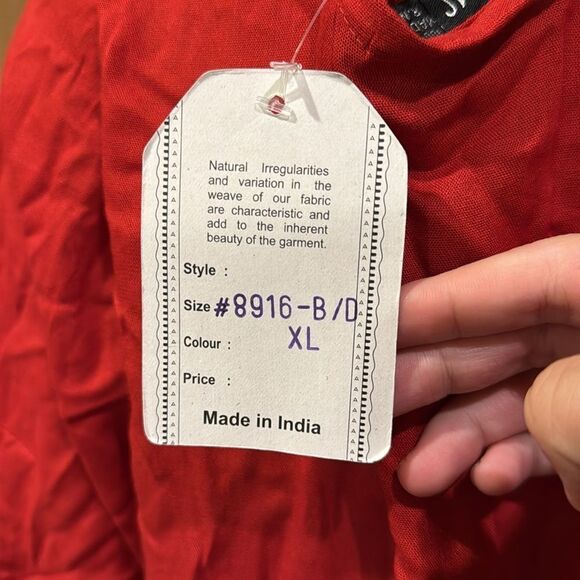 Natural Irregularities
and variation in the
weave of our fabric
are characteristic and
add to the inherent
beauty of the garment.
Style :
Size #8916-B/D
Colour : XL
Price :
Made in India